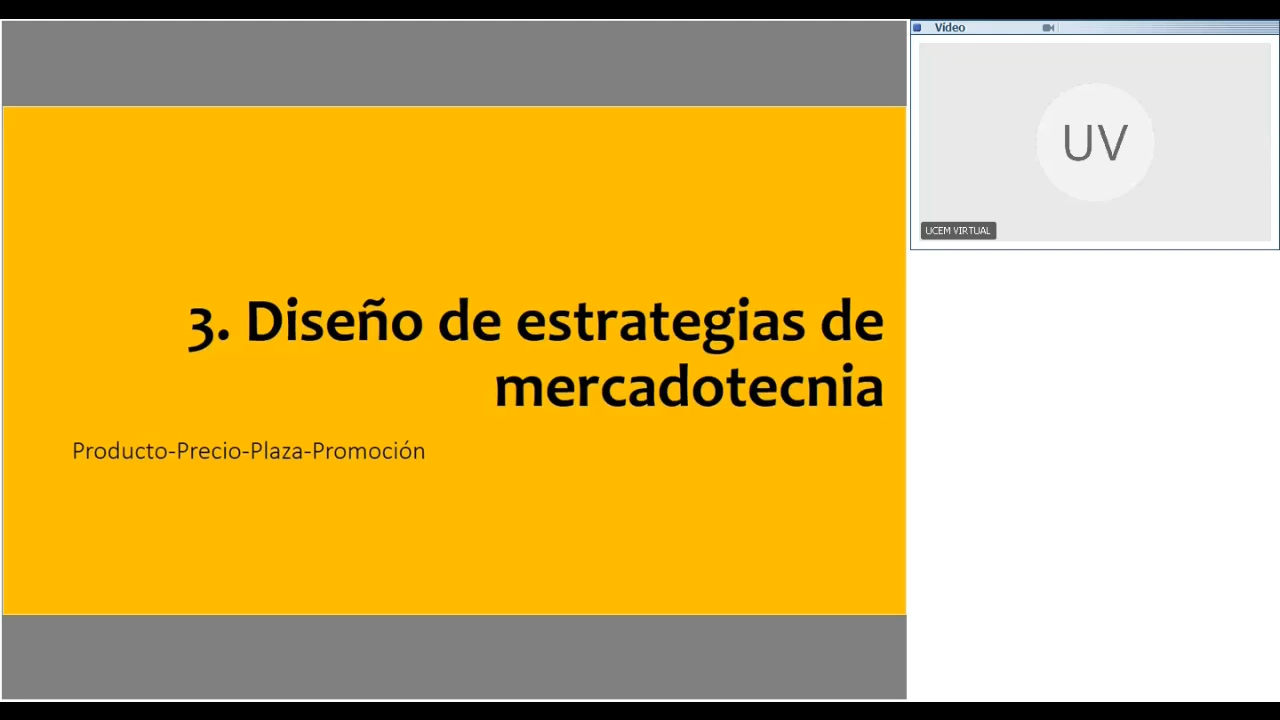 Vídeo
UV
UCEM VIRTUAL
3. Diseño de estrategias de
mercadotecnia
Producto-Precio-Plaza-Promoción